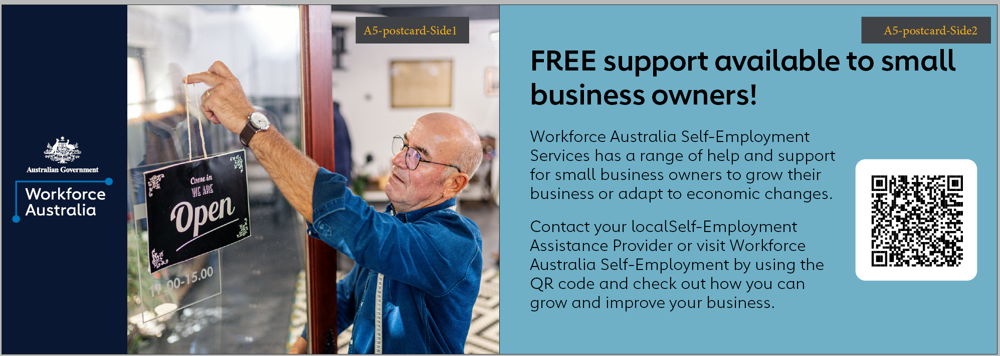 Australian Government
Workforce
Australia
A5-postcard-Side1
Come in
WE ARE
Open
00-15.00
A5-postcard-Side2
FREE support available to small
business owners!
Workforce Australia Self-Employment
Services has a range of help and support
for small business owners to grow their
business or adapt to economic changes.
Contact your localSelf-Employment
Assistance Provider or visit Workforce
Australia Self-Employment by using the
QR code and check out how you can
grow and improve your business.